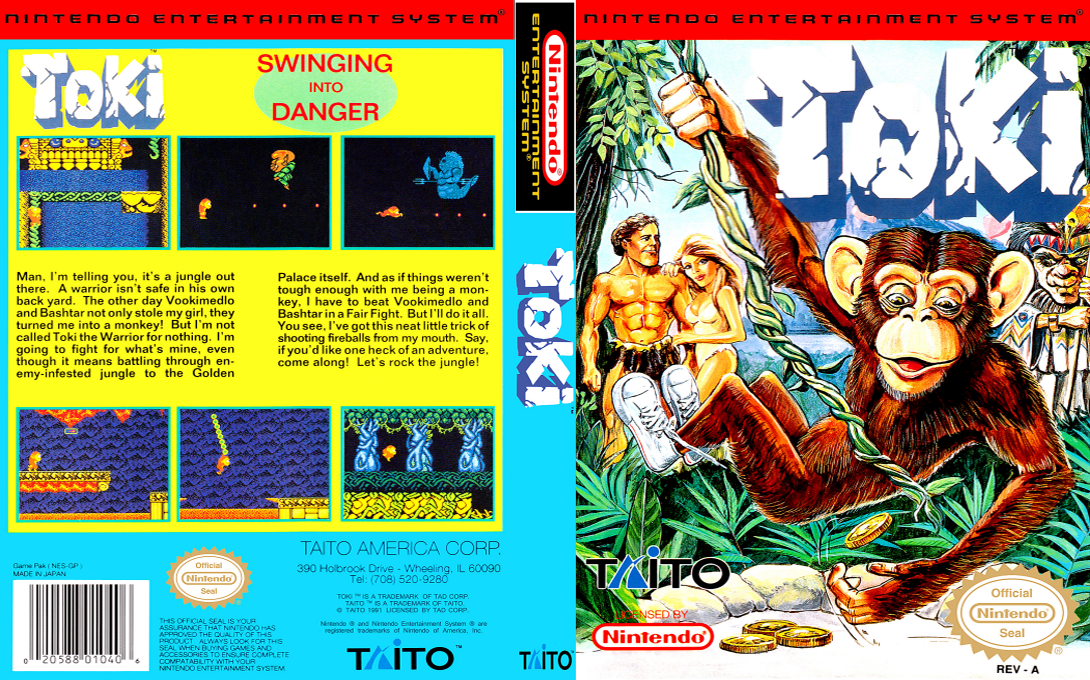 NINTENDO ENTERTAINMENT SYSTEM®
TOKI
SWINGING
INTO
DANGER
Man, I'm telling you, it's a jungle out
there. A warrior isn't safe in his own
back yard. The other day Vookimedlo
and Bashtar not only stole my girl, they
turned me into a monkey! But I'm not
called Toki the Warrior for nothing. I'm
going to fight for what's mine, even
though it means battling through en-
emy-infested jungle to the Golden
Palace itself. And as if things weren't
tough enough with me being a mon-
key, I have to beat Vookimedlo and
Bashtar in a Fair Fight. But I'll do it all.
You see, I've got this neat little trick of
shooting fireballs from my mouth. Say,
if you'd like one heck of an adventure,
come along! Let's rock the jungle!
Game Pak ( NES-GP )
MADE IN JAPAN
0 20588 01040 6
Official
Nintendo®
Seal
THIS OFFICIAL SEAL IS YOUR
ASSURANCE THAT NINTENDO HAS
APPROVED THE QUALITY OF THIS
PRODUCT. ALWAYS LOOK FOR THIS
SEAL WHEN BUYING GAMES AND
ACCESSORIES TO ENSURE COMPLETE
COMPATABILITY WITH YOUR
NINTENDO ENTERTAINMENT SYSTEM.
TAITO AMERICA CORP.
390 Holbrook Drive - Wheeling, IL 60090
Tel: (708) 520-9280
TOKI ™ IS A TRADEMARK OF TAD CORP.
TAITO ™ IS A TRADEMARK OF TAITO.
© TAITO 1991 LICENSED BY TAD CORP.
Nintendo ® and Nintendo Entertainment System ® are
registered trademarks of Nintendo of America, Inc.
TAITO™
Nintendo®
ENTERTAINMENT
SYSTEM®
TOKI™
TAITO™
NINTENDO ENTERTAINMENT SYSTEM®
TOKI
TAITO
LICENSED BY
Nintendo®
Official
Nintendo®
Seal
REV - A